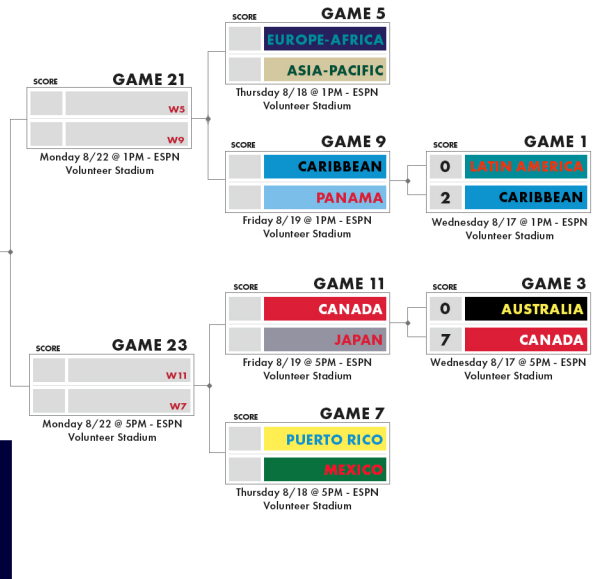 SCORE GAME 5
EUROPE-AFRICA
ASIA-PACIFIC
Thursday 8/18 @ 1PM - ESPN
Volunteer Stadium
SCORE GAME 21
W5
W9
Monday 8/22 @ 1PM - ESPN
Volunteer Stadium
SCORE GAME 9
CARIBBEAN
PANAMA
Friday 8/19 @ 1PM - ESPN
Volunteer Stadium
SCORE GAME 1
0 LATIN AMERICA
2 CARIBBEAN
Wednesday 8/17 @ 1PM - ESPN
Volunteer Stadium
SCORE GAME 11
CANADA
JAPAN
Friday 8/19 @ 5PM - ESPN
Volunteer Stadium
SCORE GAME 3
0 AUSTRALIA
7 CANADA
Wednesday 8/17 @ 5PM - ESPN
Volunteer Stadium
SCORE GAME 23
W11
W7
Monday 8/22 @ 5PM - ESPN
Volunteer Stadium
SCORE GAME 7
PUERTO RICO
MEXICO
Thursday 8/18 @ 5PM - ESPN
Volunteer Stadium